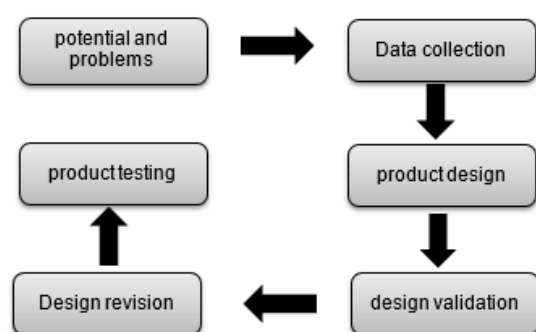 potential and
problems
Data collection
product design
design validation
Design revision
product testing